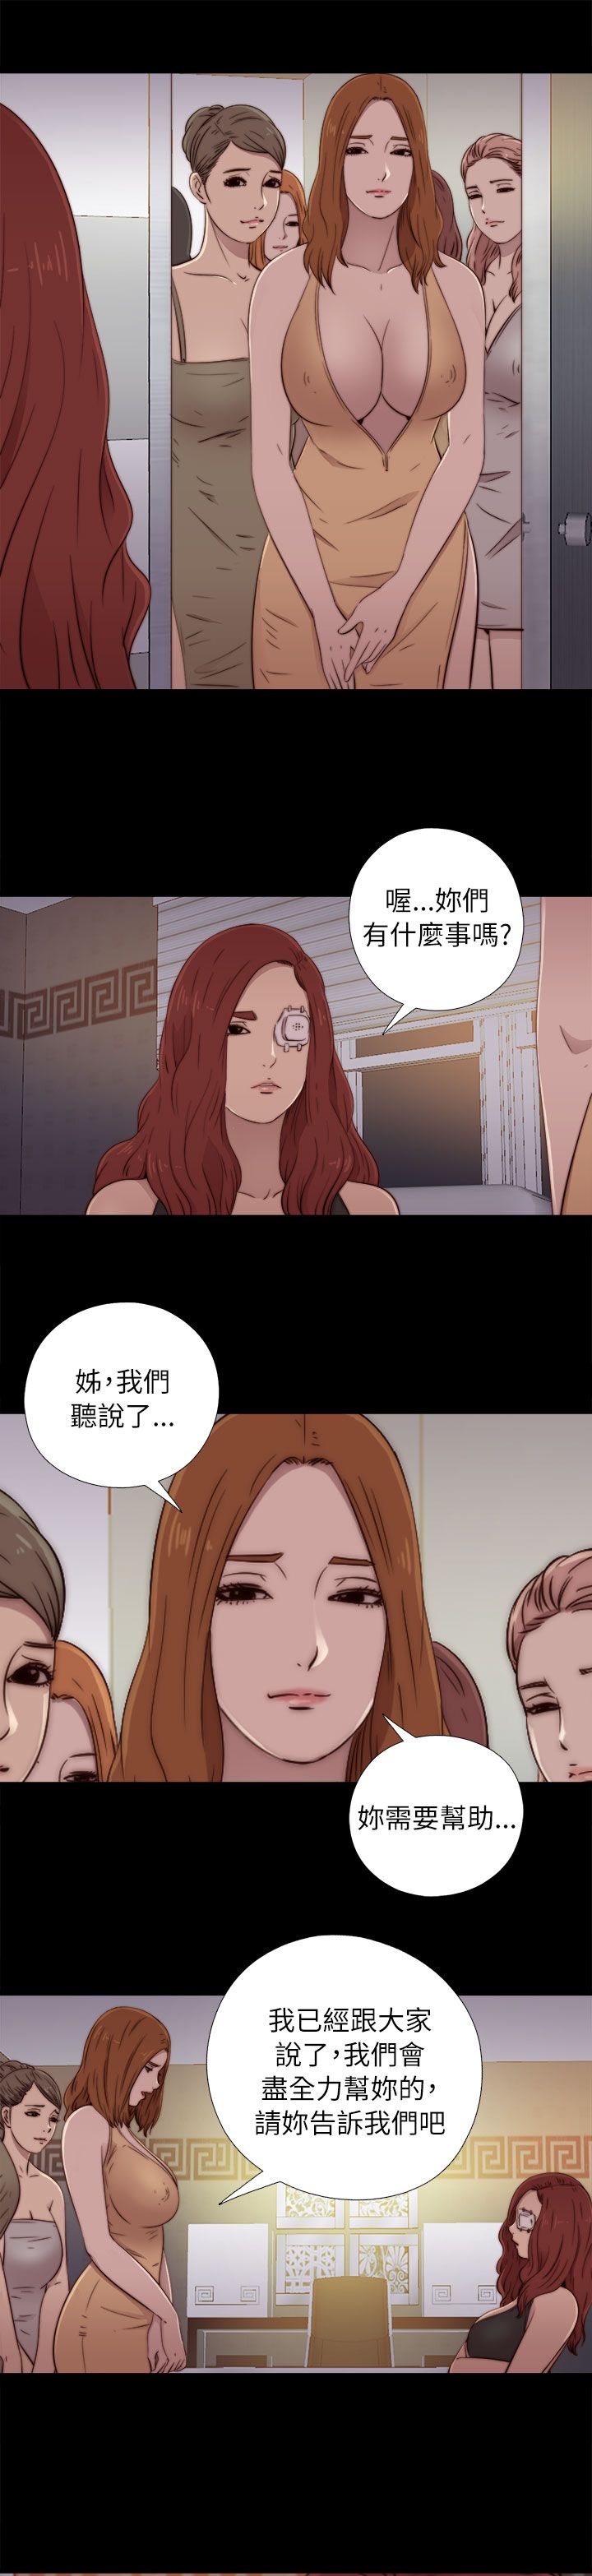 喔…妳們
有什麼事嗎?
姊，我們
聽說了…
妳需要幫助…
我已經跟大家
說了，我們會
盡全力幫妳的，
請妳告訴我們吧